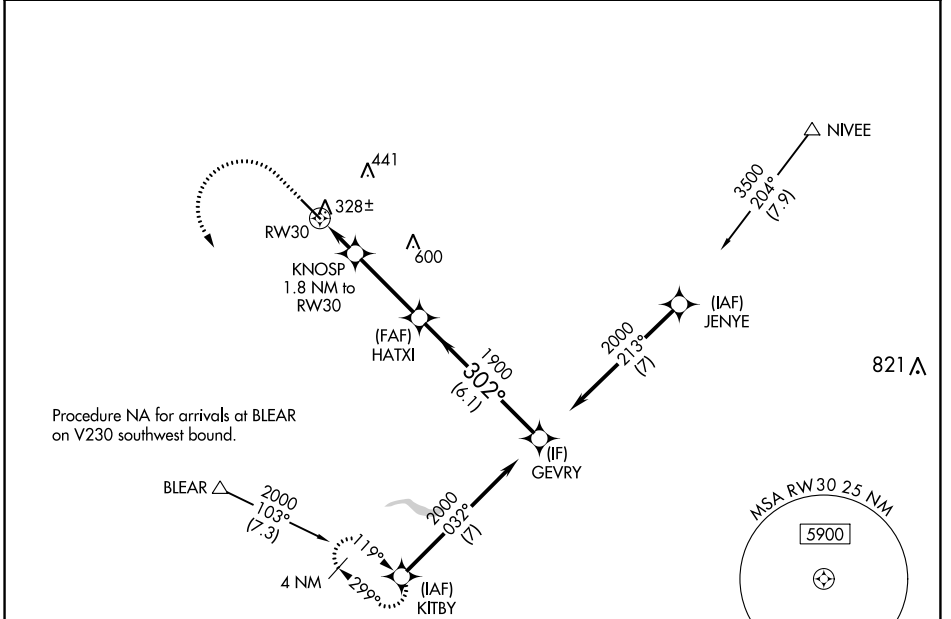 NIVEE
3500
204°
(7.9)
441
328±
RW30
600
KNOSP
1.8 NM to
RW30
(FAF)
HATXI
(IAF)
JENYE
2000
213°
(7)
1900
302°
(6.1)
821
Procedure NA for arrivals at BLEAR
on V230 southwest bound.
(IF)
GEVRY
BLEAR
2000
103°
(7.3)
2000
032°
(7)
119°
4 NM
299°
(IAF)
KITBY
MSA RW30 25 NM
5900